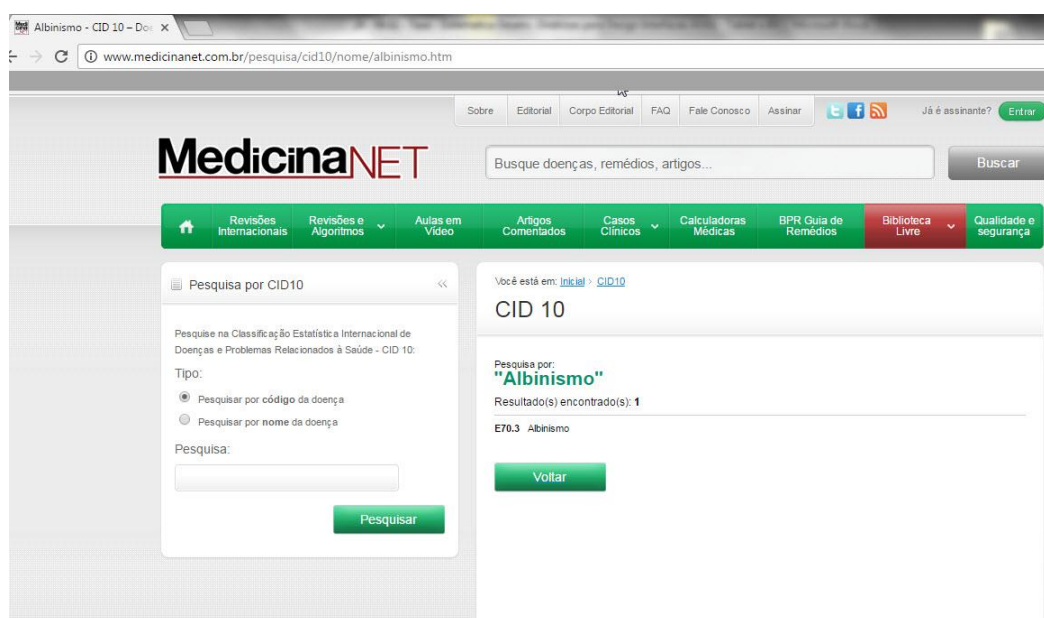 Albinismo - CID 10 – Do
www.medicinanet.com.br/pesquisa/cid10/nome/albinismo.htm
Sobre Editorial Corpo Editorial FAQ Fale Conosco Assinar Já é assinante? Entrar
MedicinaNET
Busque doenças, remédios, artigos...
Buscar
Revisões Internacionais
Revisões e Algoritmos
Aulas em Vídeo
Artigos Comentados
Casos Clínicos
Calculadoras Médicas
BPR Guia de Remédios
Biblioteca Livre
Qualidade e segurança
Pesquisa por CID10
Pesquise na Classificação Estatística Internacional de
Doenças e Problemas Relacionados à Saúde - CID 10:
Tipo:
Pesquisar por código da doença
Pesquisar por nome da doença
Pesquisa:
Pesquisar
Você está em: Inicial > CID10
CID 10
Pesquisa por:
"Albinismo"
Resultado(s) encontrado(s): 1
E70.3 Albinismo
Voltar